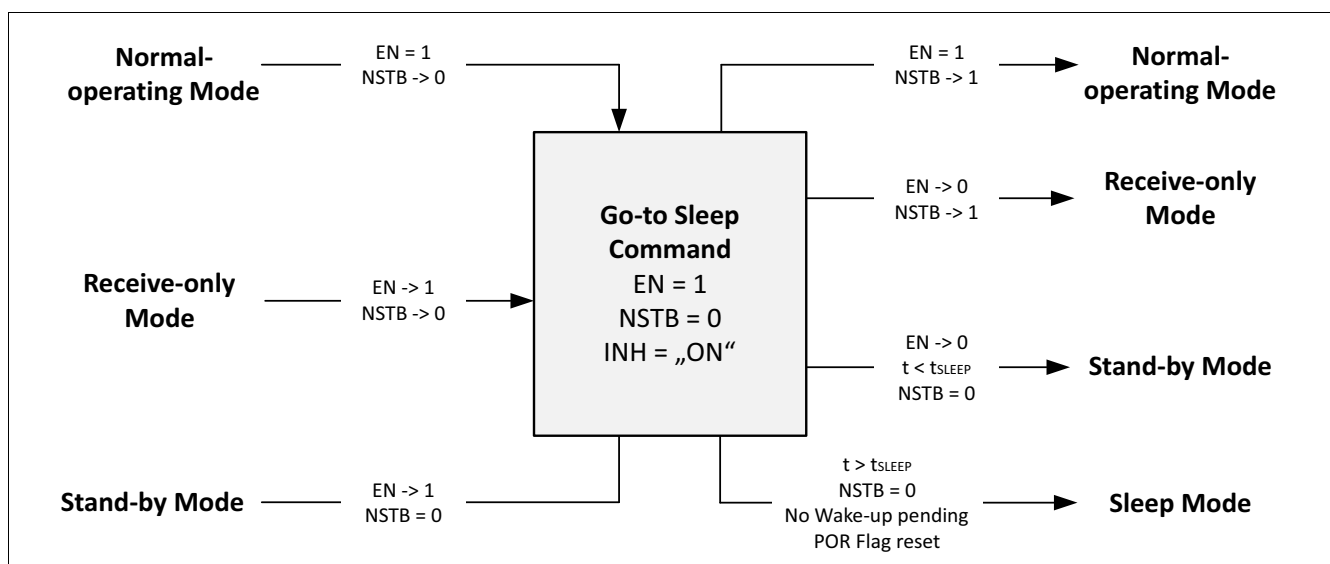 Normal-
operating Mode
EN = 1
NSTB -> 0
EN = 1
NSTB -> 1
Normal-
operating Mode
Receive-only
Mode
EN -> 1
NSTB -> 0
Go-to Sleep
Command
EN = 1
NSTB = 0
INH = „ON“
EN -> 0
NSTB -> 1
Receive-only
Mode
EN -> 0
t < tSLEEP
NSTB = 0
Stand-by Mode
Stand-by Mode
EN -> 1
NSTB = 0
t > tSLEEP
NSTB = 0
No Wake-up pending
POR Flag reset
Sleep Mode